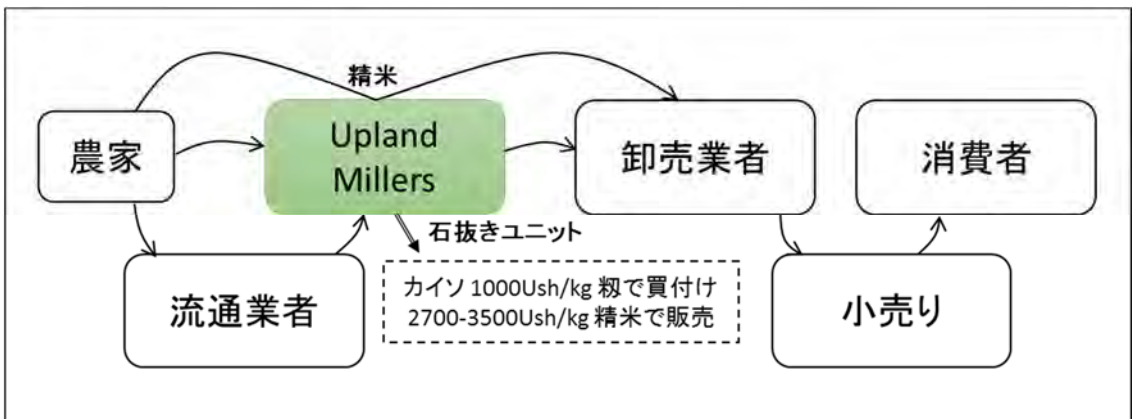 精米
農家
Upland
Millers
卸売業者
消費者
石抜きユニット
流通業者
カイソ 1000Ush/kg 籾で買付け
2700-3500Ush/kg 精米で販売
小売り